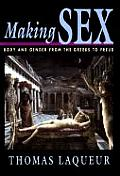 Making
SEX
BODY AND GENDER FROM THE GREEKS TO FREUD
THOMAS LAQUEUR